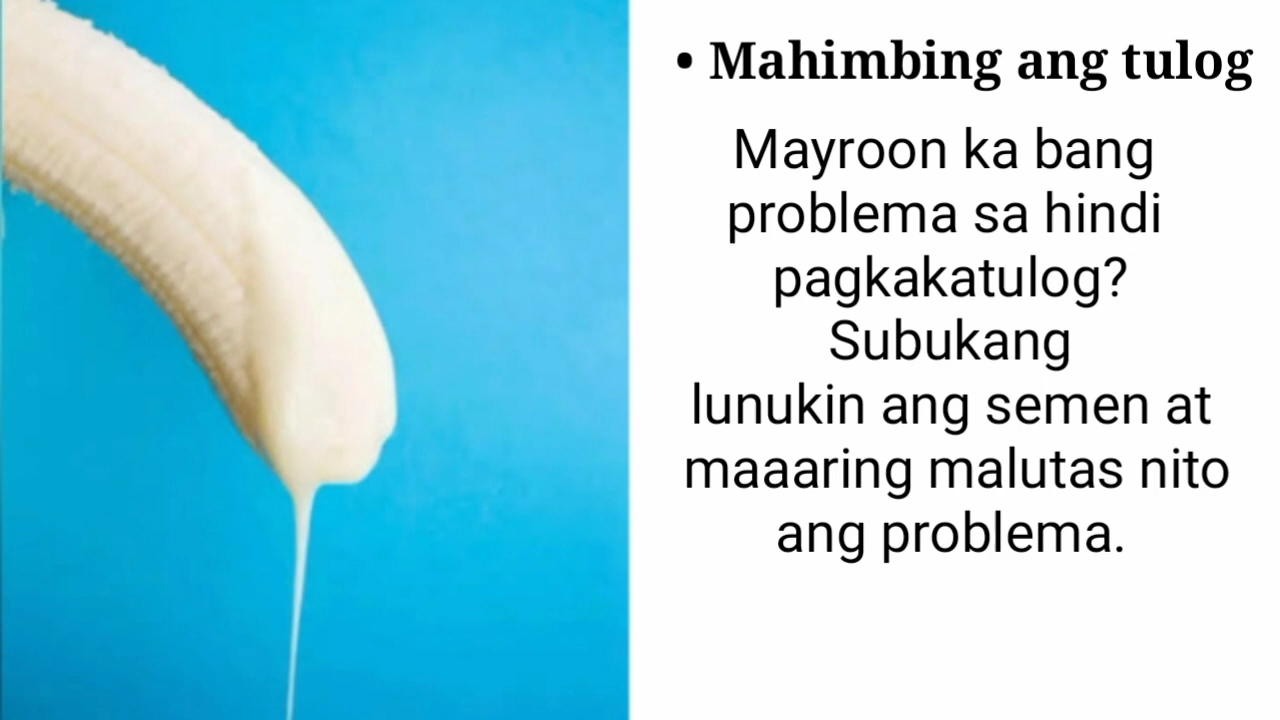 • Mahimbing ang tulog
Mayroon ka bang
problema sa hindi
pagkakatulog?
Subukang
lunukin ang semen at
maaaring malutas nito
ang problema.